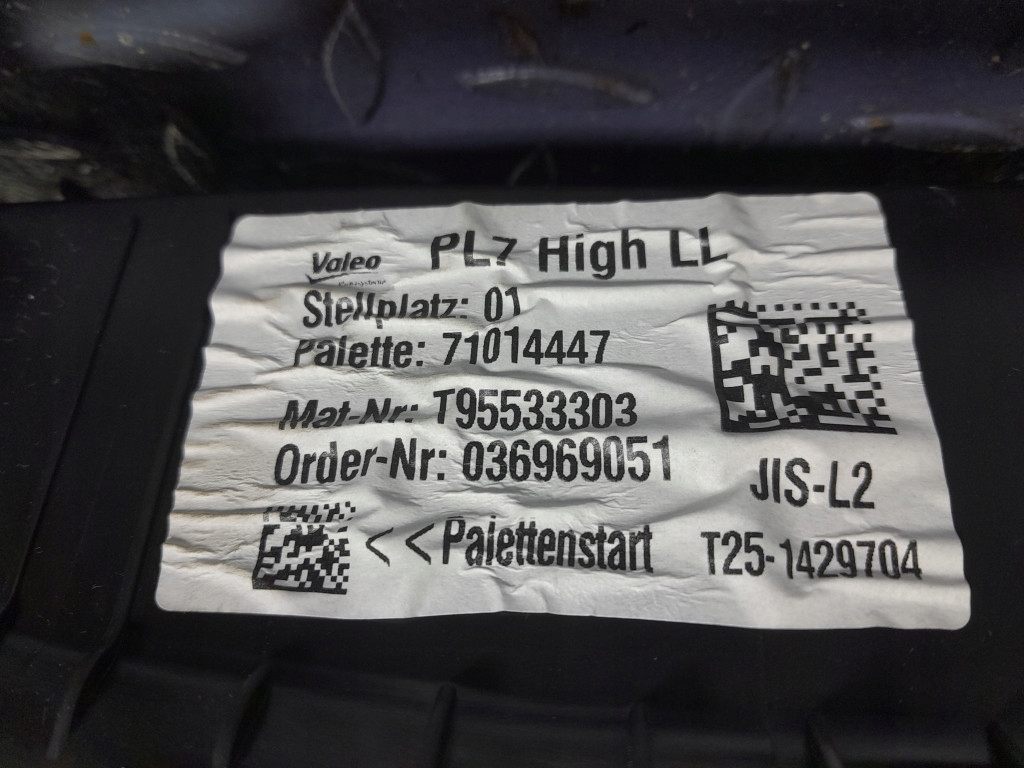 Valeo PL7 High LL
Stellplatz: 01
Palette: 71014447
Mat-Nr: T95533303
Order-Nr: 036969051
JIS-L2
<<Palettenstart
T25-1429704